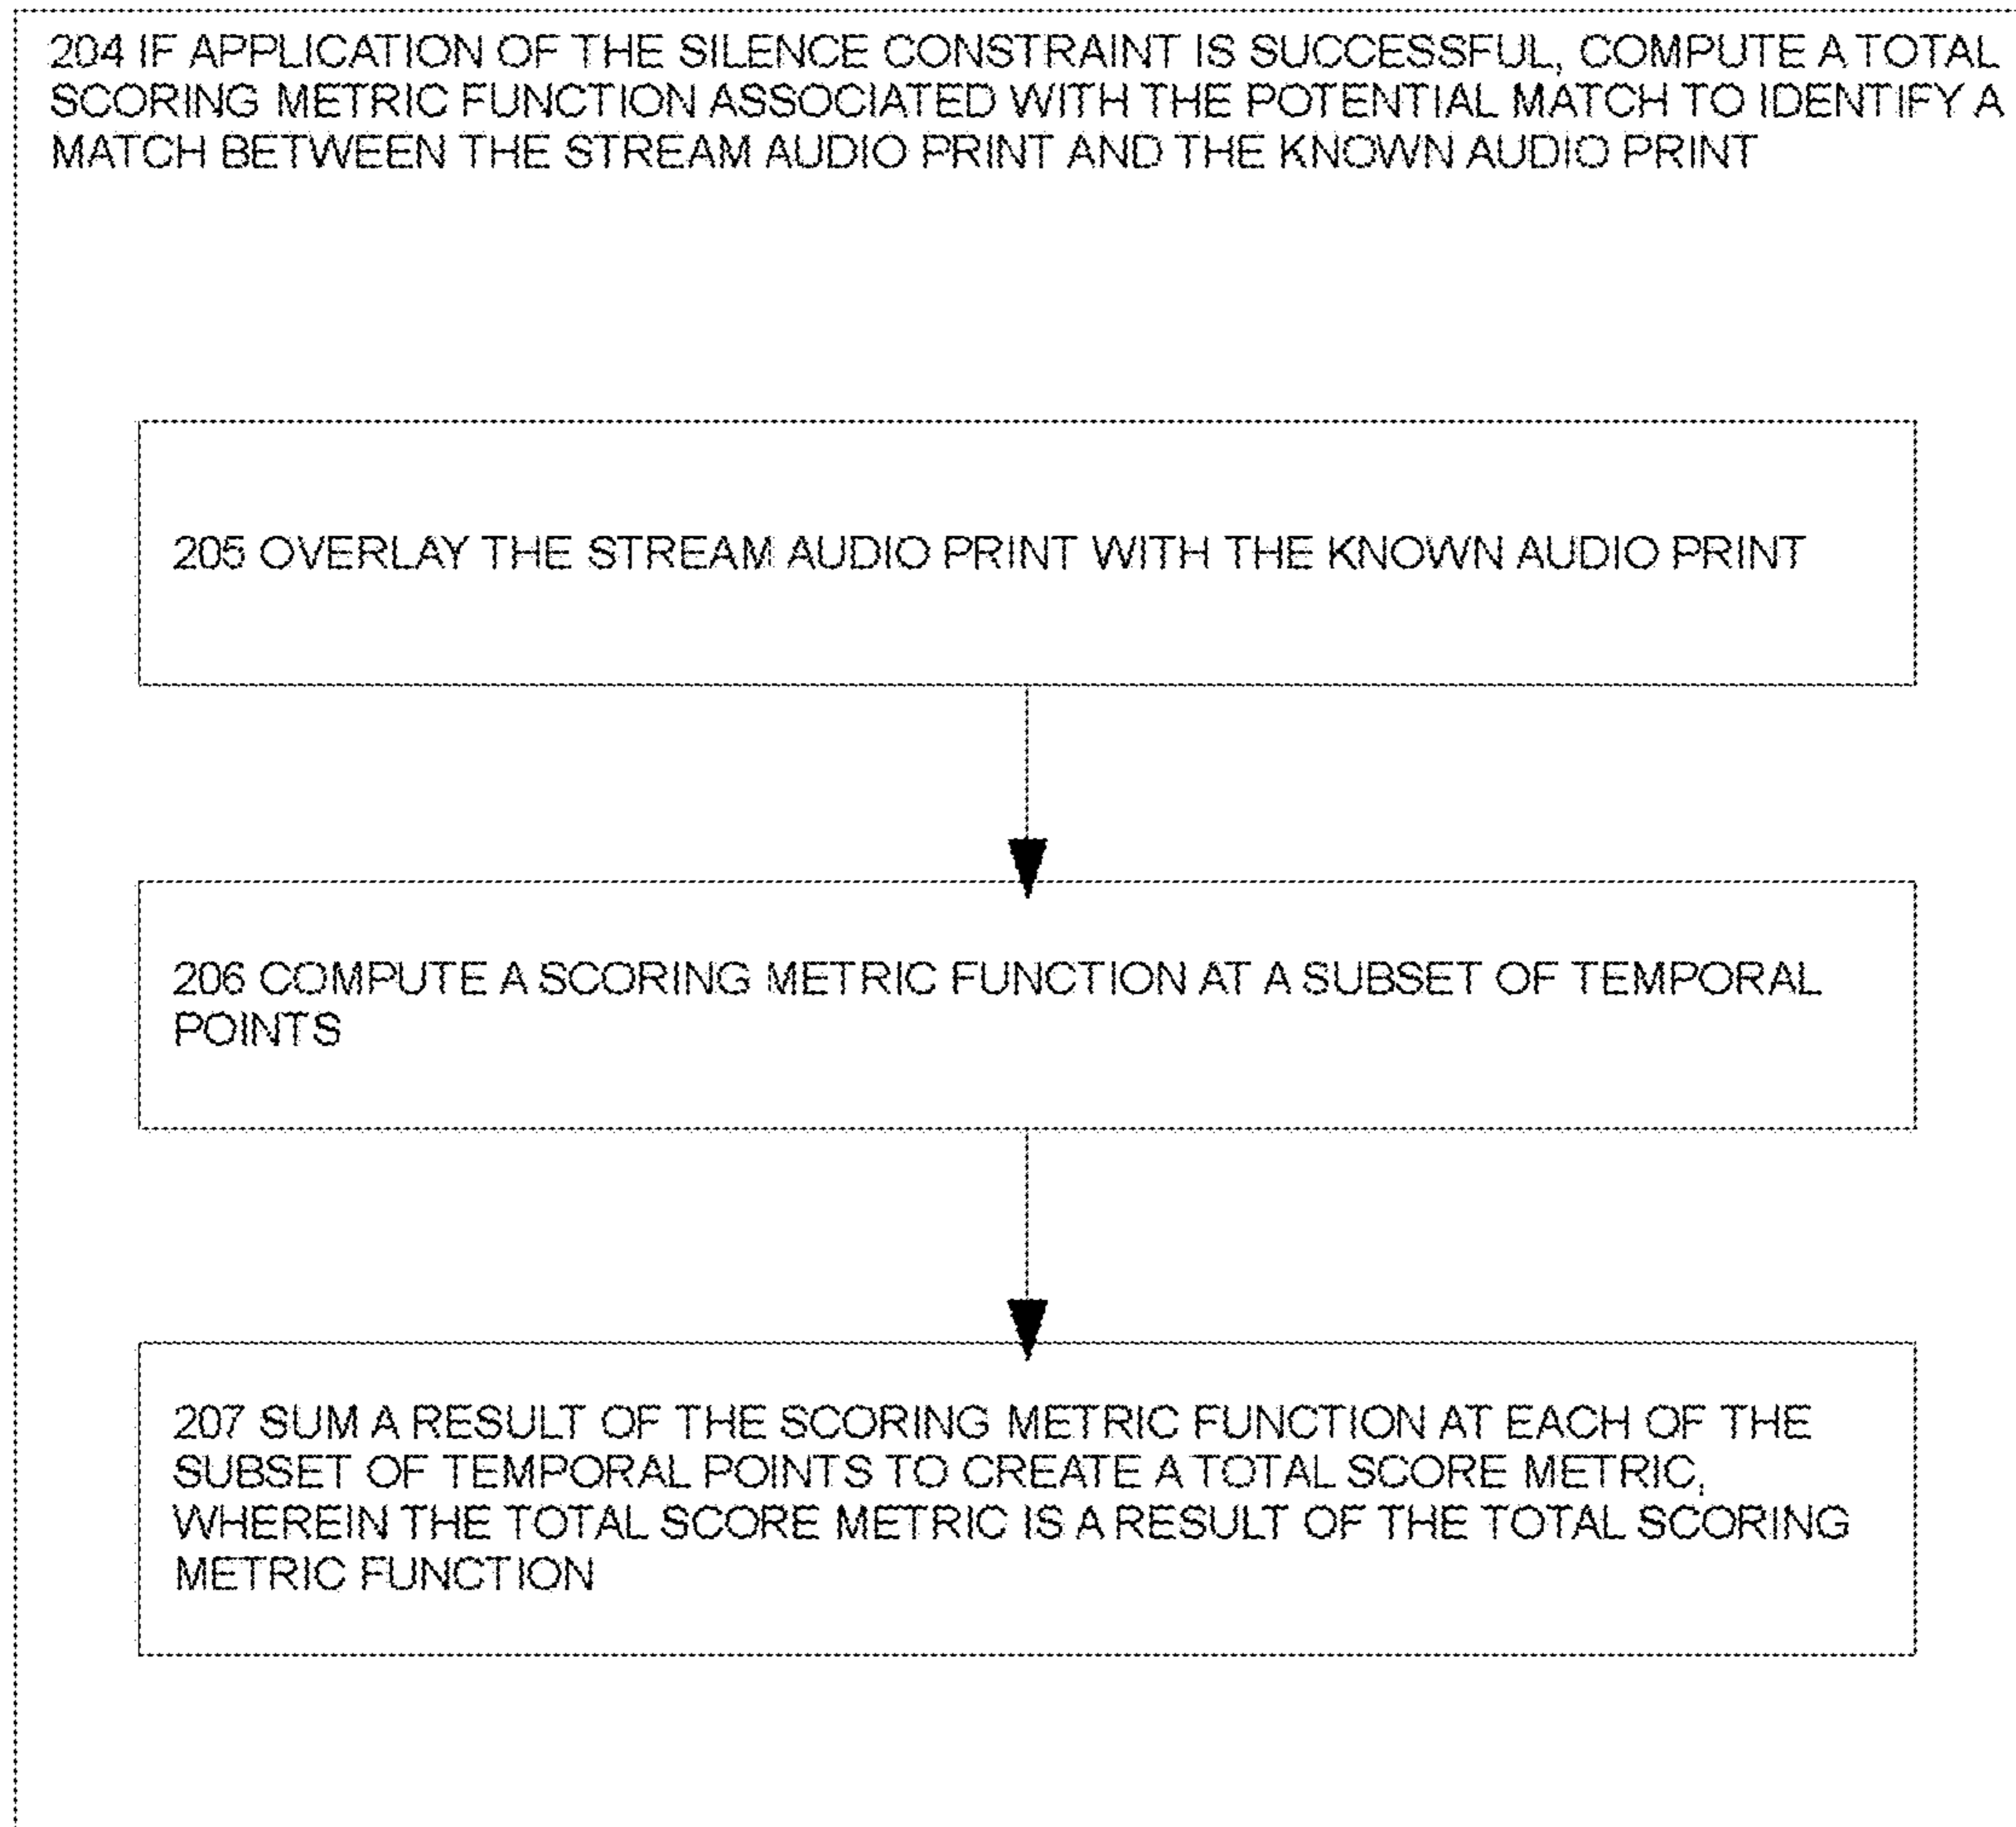 204 IF APPLICATION OF THE SILENCE CONSTRAINT IS SUCCESSFUL, COMPUTE A TOTAL
SCORING METRIC FUNCTION ASSOCIATED WITH THE POTENTIAL MATCH TO IDENTIFY A
MATCH BETWEEN THE STREAM AUDIO PRINT AND THE KNOWN AUDIO PRINT
205 OVERLAY THE STREAM AUDIO PRINT WITH THE KNOWN AUDIO PRINT
206 COMPUTE A SCORING METRIC FUNCTION AT A SUBSET OF TEMPORAL
POINTS
207 SUM A RESULT OF THE SCORING METRIC FUNCTION AT EACH OF THE
SUBSET OF TEMPORAL POINTS TO CREATE A TOTAL SCORE METRIC,
WHEREIN THE TOTAL SCORE METRIC IS A RESULT OF THE TOTAL SCORING
METRIC FUNCTION